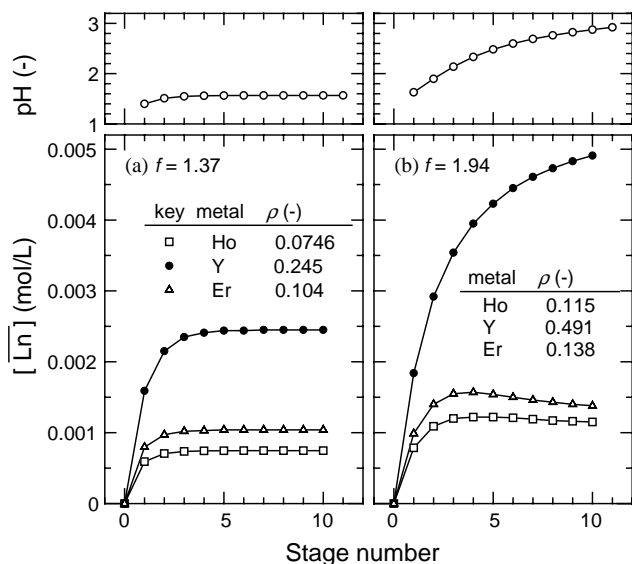 pH (-)
3
2
1
0.005
0.004
0.003
0.002
0.001
0
[Ln] (mol/L)
(a) f = 1.37
key metal ρ (-)
Ho 0.0746
Y 0.245
Er 0.104
(b) f = 1.94
metal ρ (-)
Ho 0.115
Y 0.491
Er 0.138
0 5 10
0 5 10
Stage number